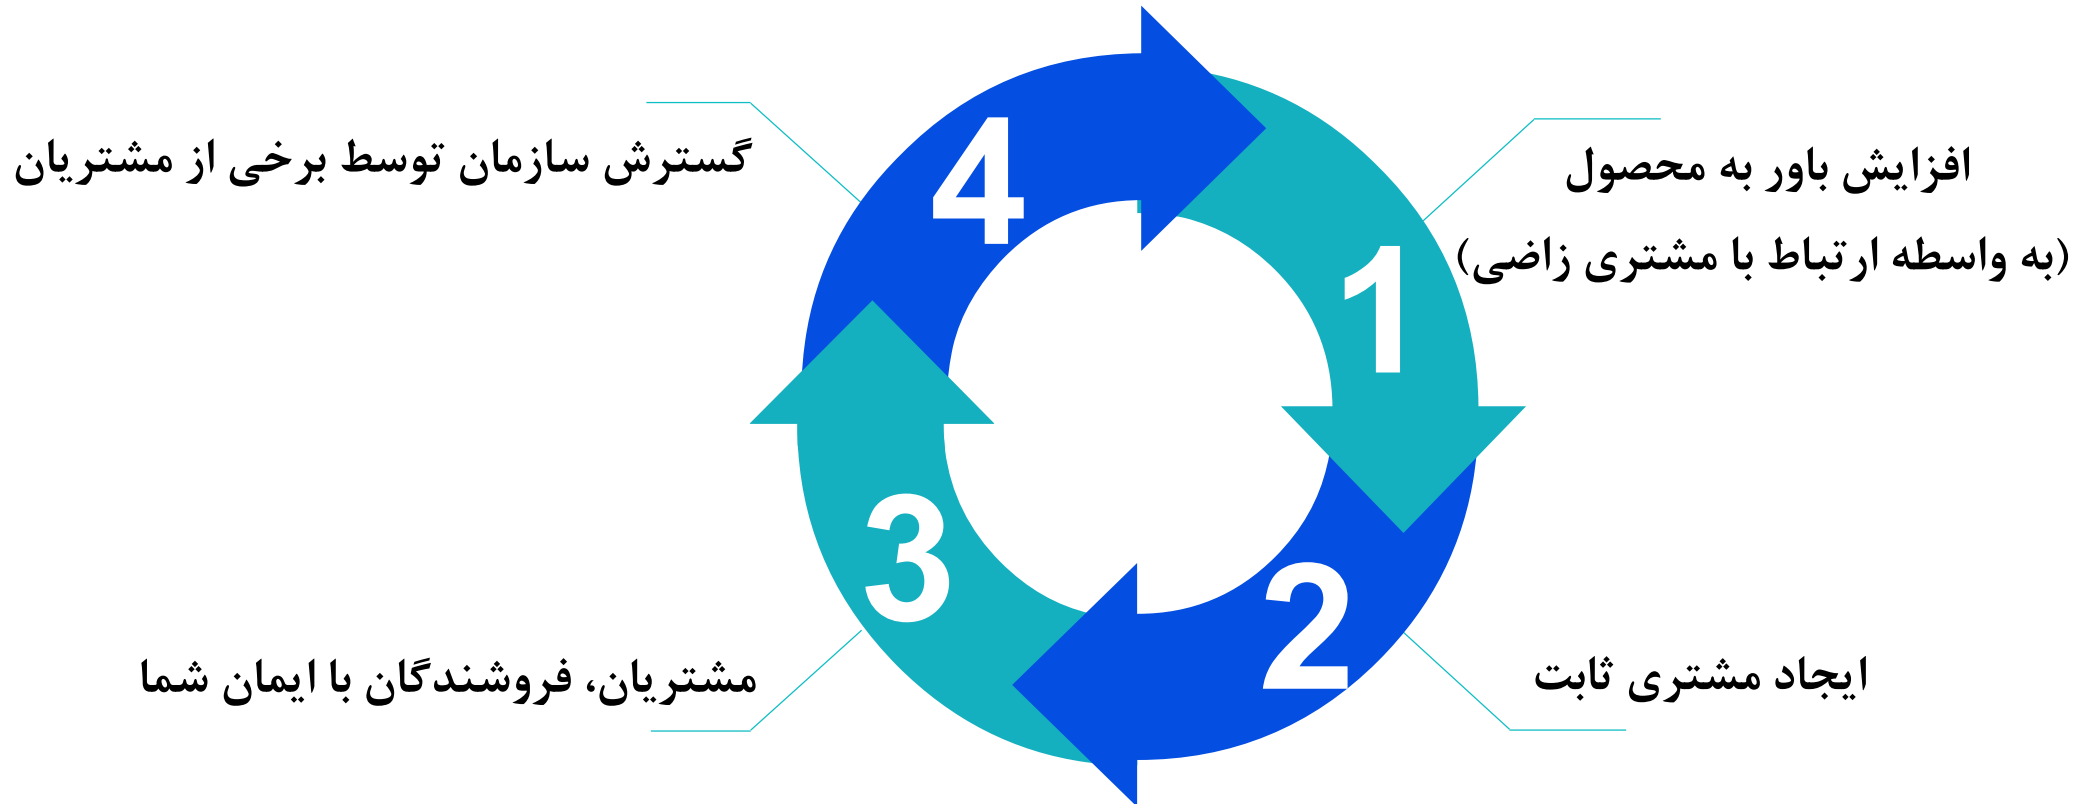 1
افزایش باور به محصول
(به واسطه ارتباط با مشتری زاضی)
2
ایجاد مشتری ثابت
3
مشتریان، فروشندگان با ایمان شما
4
گسترش سازمان توسط برخی از مشتریان